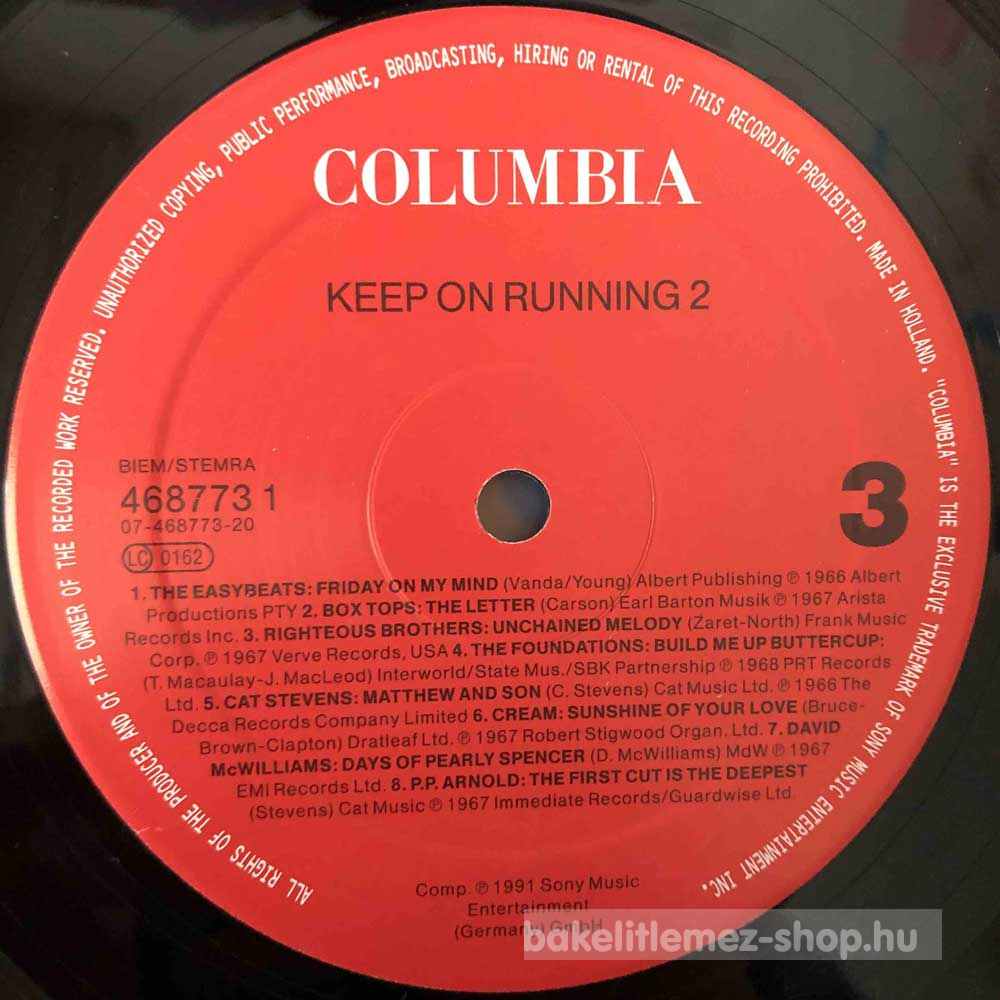 ALL RIGHTS OF THE PRODUCER AND OF THE OWNER OF THE RECORDED WORK RESERVED. UNAUTHORIZED COPYING, PUBLIC PERFORMANCE, BROADCASTING, HIRING OR RENTAL OF THIS RECORDING PROHIBITED. MADE IN HOLLAND. "COLUMBIA" IS THE EXCLUSIVE TRADEMARK OF SONY MUSIC ENTERTAINMENT INC.
COLUMBIA
KEEP ON RUNNING 2
BIEM/STEMRA
468773 1
07-468773-20
LC 0162
3
1. THE EASYBEATS: FRIDAY ON MY MIND (Vanda/Young) Albert Publishing ℗ 1966 Albert
Productions PTY 2. BOX TOPS: THE LETTER (Carson) Earl Barton Musik ℗ 1967 Arista
Records Inc. 3. RIGHTEOUS BROTHERS: UNCHAINED MELODY (Zaret-North) Frank Music
Corp. ℗ 1967 Verve Records, USA 4. THE FOUNDATIONS: BUILD ME UP BUTTERCUP:
(T. Macaulay-J. MacLeod) Interworld/State Mus./SBK Partnership ℗ 1968 PRT Records
Ltd. 5. CAT STEVENS: MATTHEW AND SON (C. Stevens) Cat Music Ltd. ℗ 1966 The
Decca Records Company Limited 6. CREAM: SUNSHINE OF YOUR LOVE (Bruce-
Brown-Clapton) Dratleaf Ltd. ℗ 1967 Robert Stigwood Organ. Ltd. 7. DAVID
McWILLIAMS: DAYS OF PEARLY SPENCER (D. McWilliams) MdW ℗ 1967
EMI Records Ltd. 8. P.P. ARNOLD: THE FIRST CUT IS THE DEEPEST
(Stevens) Cat Music ℗ 1967 Immediate Records/Guardwise Ltd.
Comp. ℗ 1991 Sony Music
Entertainment
(Germany) GmbH
bakelitlemez-shop.hu